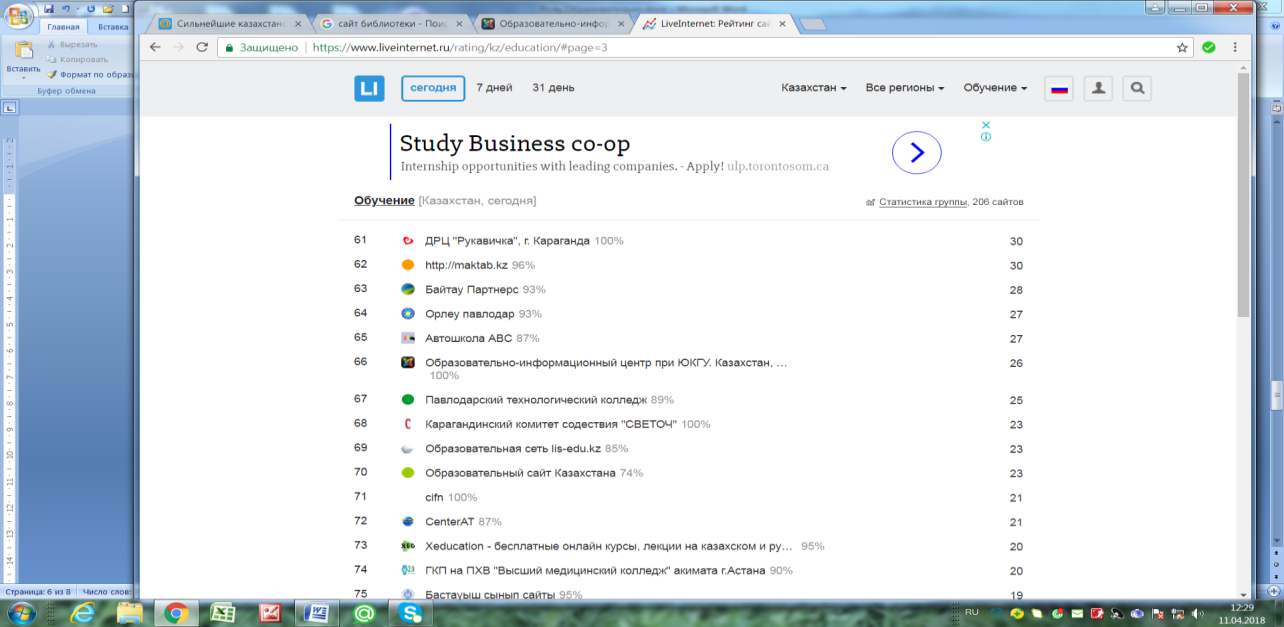 Главная Вставка
Вставить
Вырезать
Копировать
Формат по образ
Буфер обмена
Сильнейшие казахстанс
сайт библиотеки - Поис
Образовательно-инфор
LiveInternet: Рейтинг сай
Защищено https://www.liveinternet.ru/rating/kz/education/#page=3
LI сегодня 7 дней 31 день Казахстан Все регионы Обучение
Study Business co-op
Internship opportunities with leading companies. - Apply! ulp.torontosom.ca
Обучение [Казахстан, сегодня] Статистика группы, 206 сайтов
61 ДРЦ "Рукавичка", г. Караганда 100% 30
62 http://maktab.kz 96% 30
63 Байтау Партнерс 93% 28
64 Орлеу павлодар 93% 27
65 Автошкола АВС 87% 27
66 Образовательно-информационный центр при ЮКГУ. Казахстан, ... 26
100%
67 Павлодарский технологический колледж 89% 25
68 Карагандинский комитет содествия "СВЕТОЧ" 100% 23
69 Образовательная сеть lis-edu.kz 85% 23
70 Образовательный сайт Казахстана 74% 23
71 cifn 100% 21
72 CenterAT 87% 21
73 Xeducation - бесплатные онлайн курсы, лекции на казахском и ру... 95% 20
74 ГКП на ПХВ "Высший медицинский колледж" акимата г.Астана 90% 20
75 Бастауыш сынып сайты 95% 19
Страница: 6 из 8 Число слов:
RU 12:29
11.04.2018